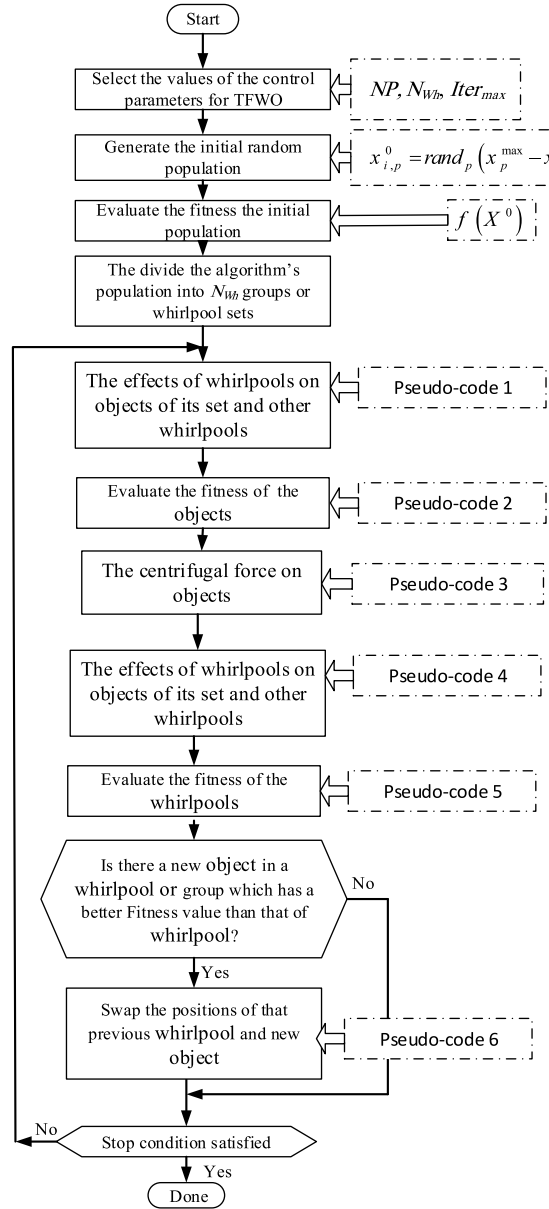 Start
Select the values of the control
parameters for TFWO
NP, N_Wh, Iter_max
Generate the initial random
population
x_{i,p}^0 = rand_p (x_p^max − x
Evaluate the fitness the initial
population
f (X^0)
The divide the algorithm's
population into N_Wh groups or
whirlpool sets
The effects of whirlpools on
objects of its set and other
whirlpools
Pseudo-code 1
Evaluate the fitness of the
objects
Pseudo-code 2
The centrifugal force on
objects
Pseudo-code 3
The effects of whirlpools on
objects of its set and other
whirlpools
Pseudo-code 4
Evaluate the fitness of the
whirlpools
Pseudo-code 5
Is there a new object in a
whirlpool or group which has a
better Fitness value than that of
whirlpool?
No
Yes
Swap the positions of that
previous whirlpool and new
object
Pseudo-code 6
No
Stop condition satisfied
Yes
Done